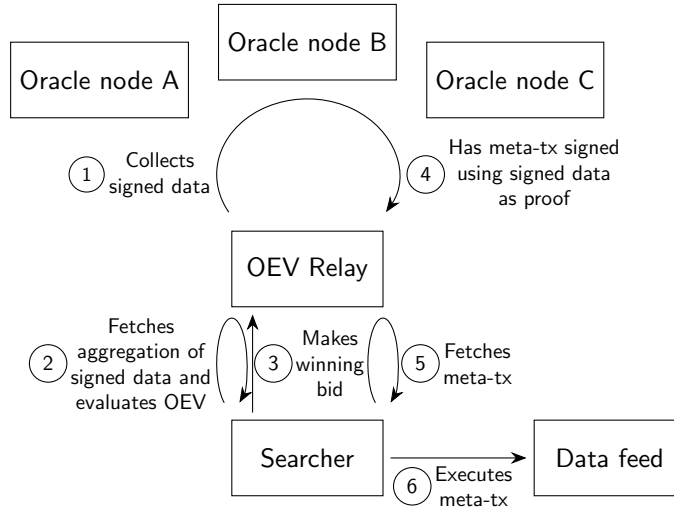 Oracle node A
Oracle node B
Oracle node C
1
Collects
signed data
4
Has meta-tx signed
using signed data
as proof
OEV Relay
2
Fetches
aggregation of
signed data and
evaluates OEV
3
Makes
winning
bid
5
Fetches
meta-tx
Searcher
6
Executes
meta-tx
Data feed